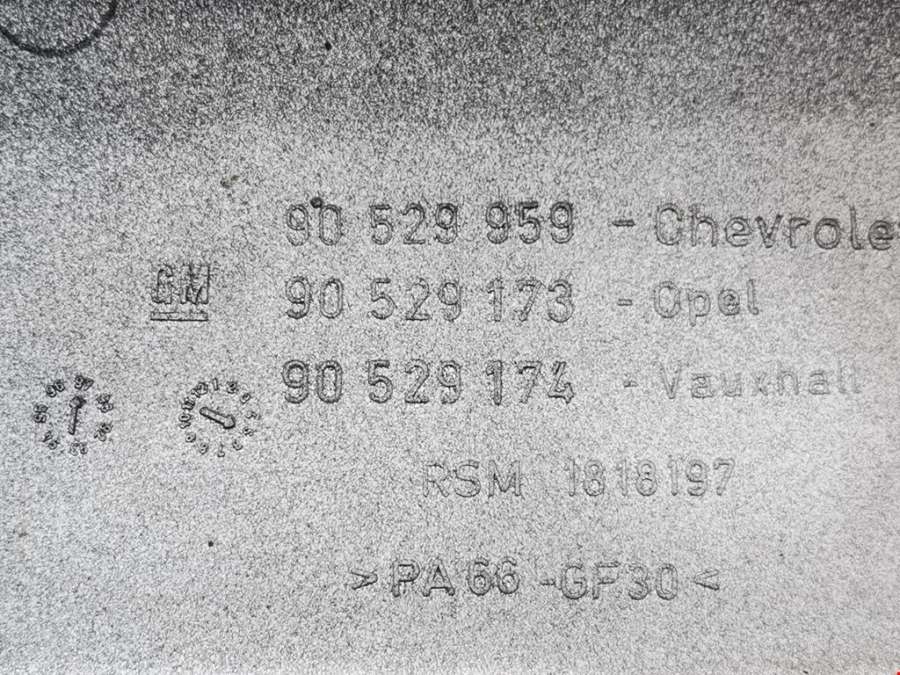 90 529 959 - Chevrole
GM
90 529 173 - Opel
90 529 174 - Vauxhall
RSM 1818197
>PA66-GF30<